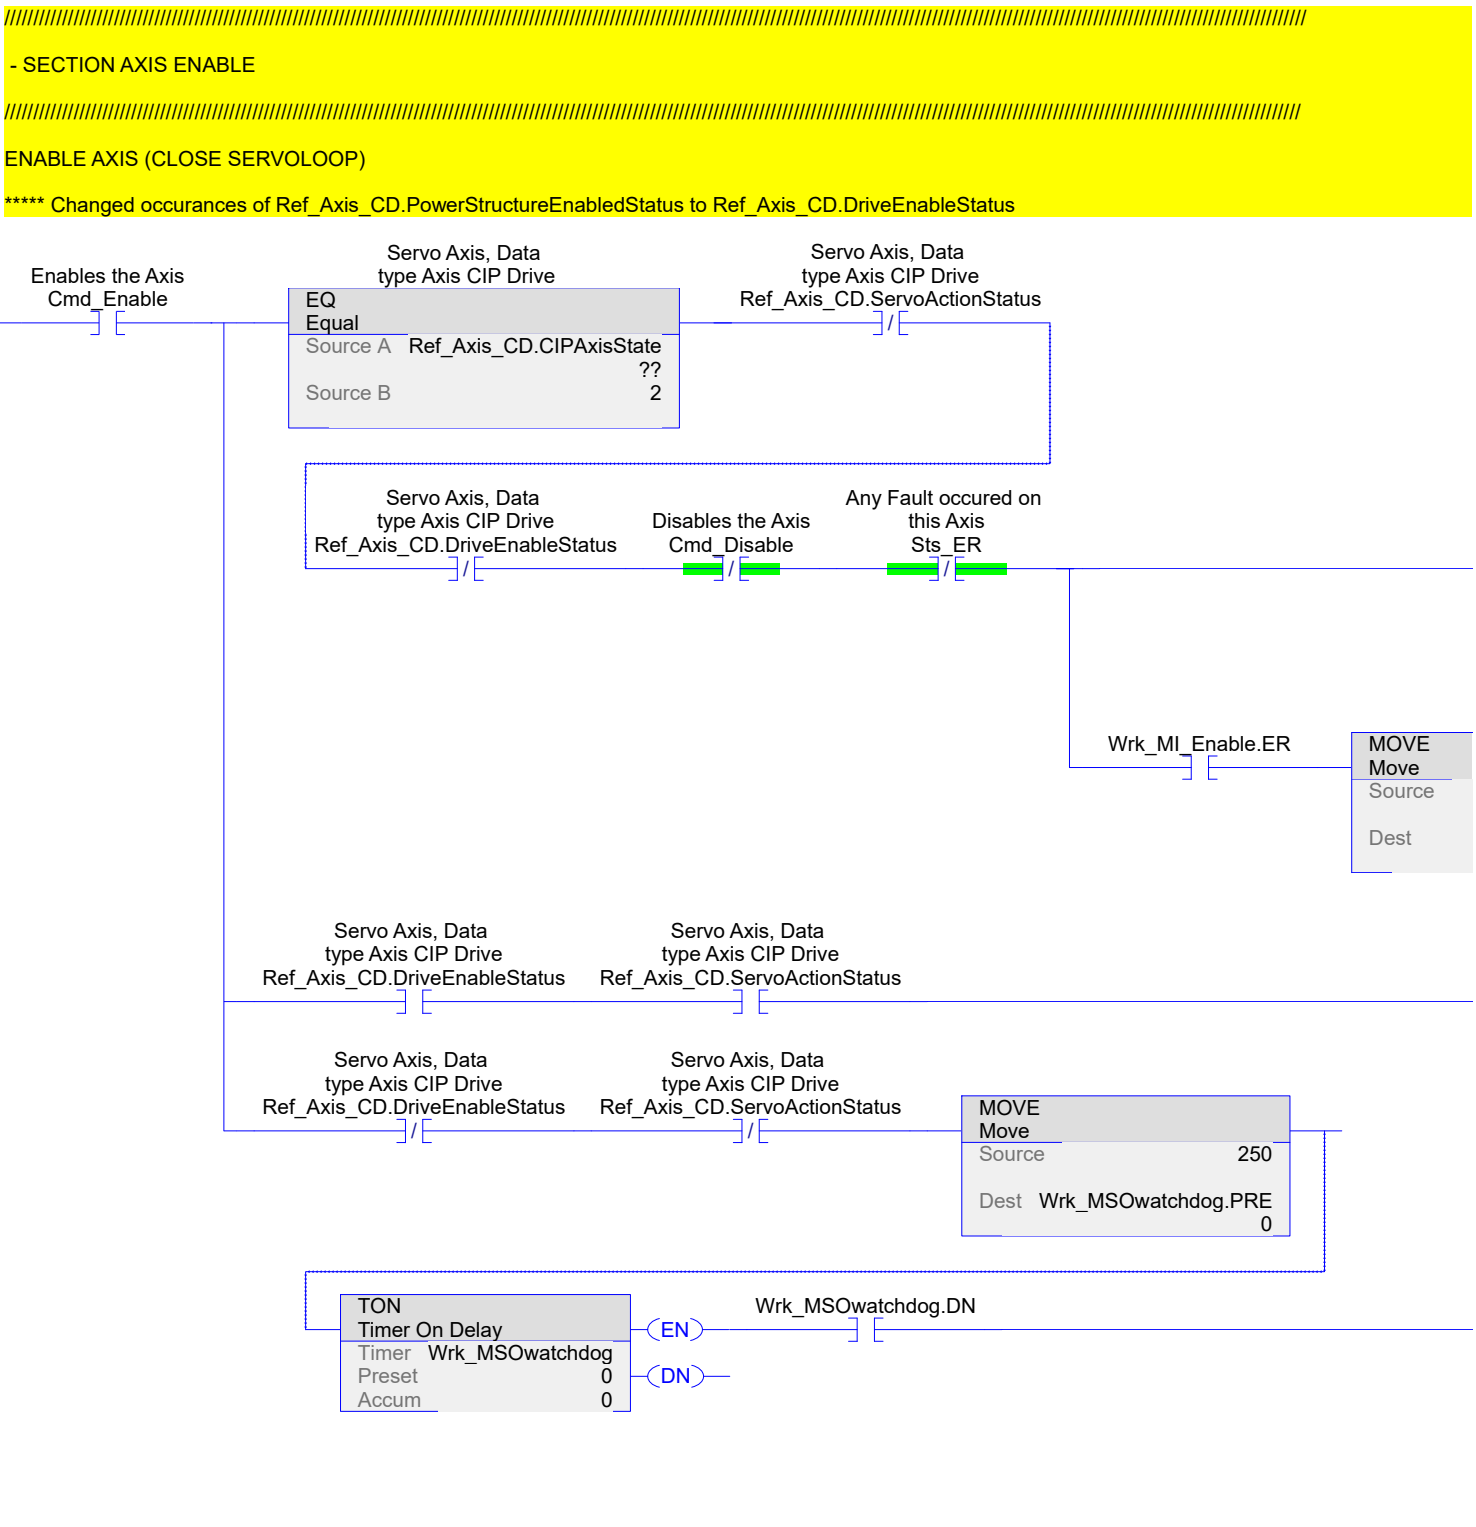 ////////////////////////////////////////////////////////////////////////////////////////////////////////////////////////////////////////////////////////////////////////////////////////////////////////////////////////////////////
- SECTION AXIS ENABLE
///////////////////////////////////////////////////////////////////////////////////////////////////////////////////////////////////////////////////////////////////////////////////////////////////////////////////////////////////
ENABLE AXIS (CLOSE SERVOLOOP)
***** Changed occurances of Ref_Axis_CD.PowerStructureEnabledStatus to Ref_Axis_CD.DriveEnableStatus
Enables the Axis
Cmd_Enable
Servo Axis, Data
type Axis CIP Drive
EQ
Equal
Source A Ref_Axis_CD.CIPAxisState
??
Source B 2
Servo Axis, Data
type Axis CIP Drive
Ref_Axis_CD.ServoActionStatus
/
Servo Axis, Data
type Axis CIP Drive
Ref_Axis_CD.DriveEnableStatus
/
Disables the Axis
Cmd_Disable
/
Any Fault occured on
this Axis
Sts_ER
/
Wrk_MI_Enable.ER
MOVE
Move
Source
Dest
Servo Axis, Data
type Axis CIP Drive
Ref_Axis_CD.DriveEnableStatus
Servo Axis, Data
type Axis CIP Drive
Ref_Axis_CD.ServoActionStatus
Servo Axis, Data
type Axis CIP Drive
Ref_Axis_CD.DriveEnableStatus
/
Servo Axis, Data
type Axis CIP Drive
Ref_Axis_CD.ServoActionStatus
/
MOVE
Move
Source 250
Dest Wrk_MSOwatchdog.PRE
0
TON
Timer On Delay
Timer Wrk_MSOwatchdog
Preset 0
Accum 0
EN
DN
Wrk_MSOwatchdog.DN